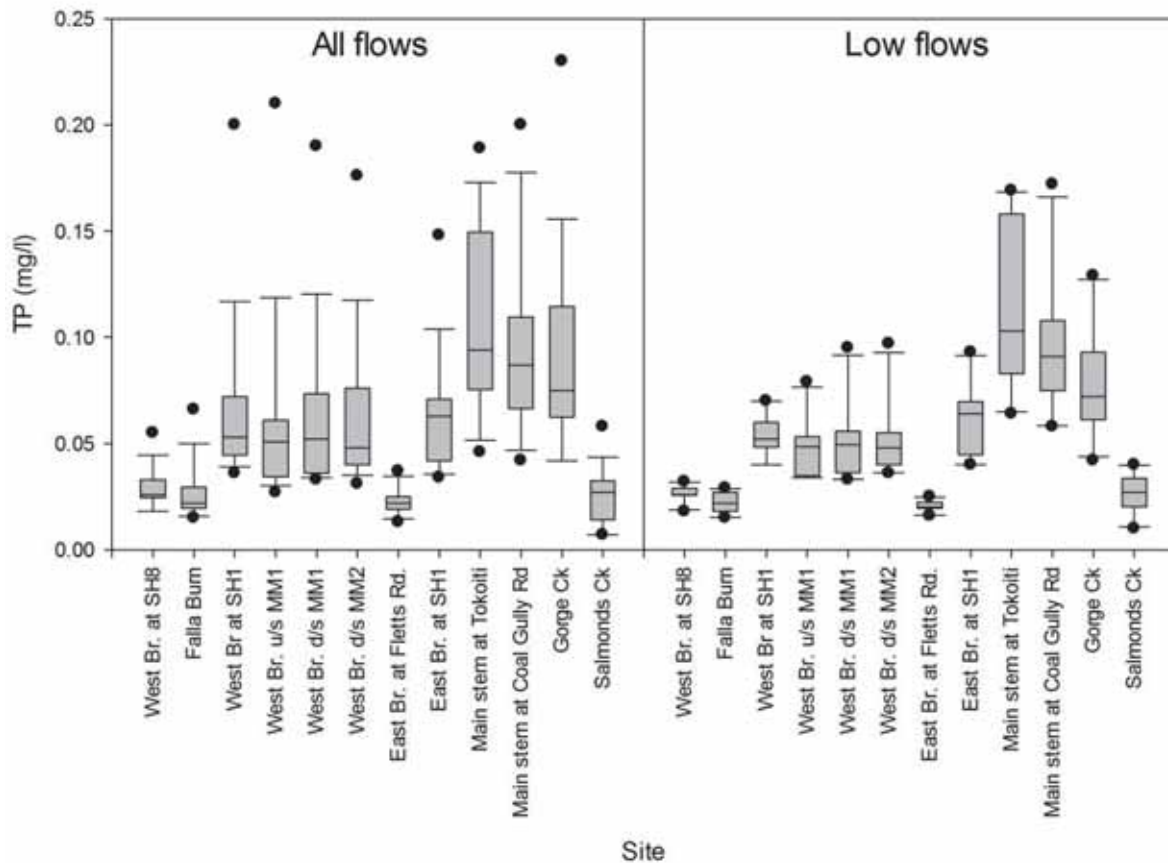 All flows
Low flows
TP (mg/l)
0.25
0.20
0.15
0.10
0.05
0.00
West Br. at SH8
Falla Burn
West Br at SH1
West Br. u/s MM1
West Br. d/s MM1
West Br. d/s MM2
East Br. at Fletts Rd.
East Br. at SH1
Main stem at Tokoiti
Main stem at Coal Gully Rd
Gorge Ck
Salmonds Ck
West Br. at SH8
Falla Burn
West Br at SH1
West Br. u/s MM1
West Br. d/s MM1
West Br. d/s MM2
East Br. at Fletts Rd.
East Br. at SH1
Main stem at Tokoiti
Main stem at Coal Gully Rd
Gorge Ck
Salmonds Ck
Site